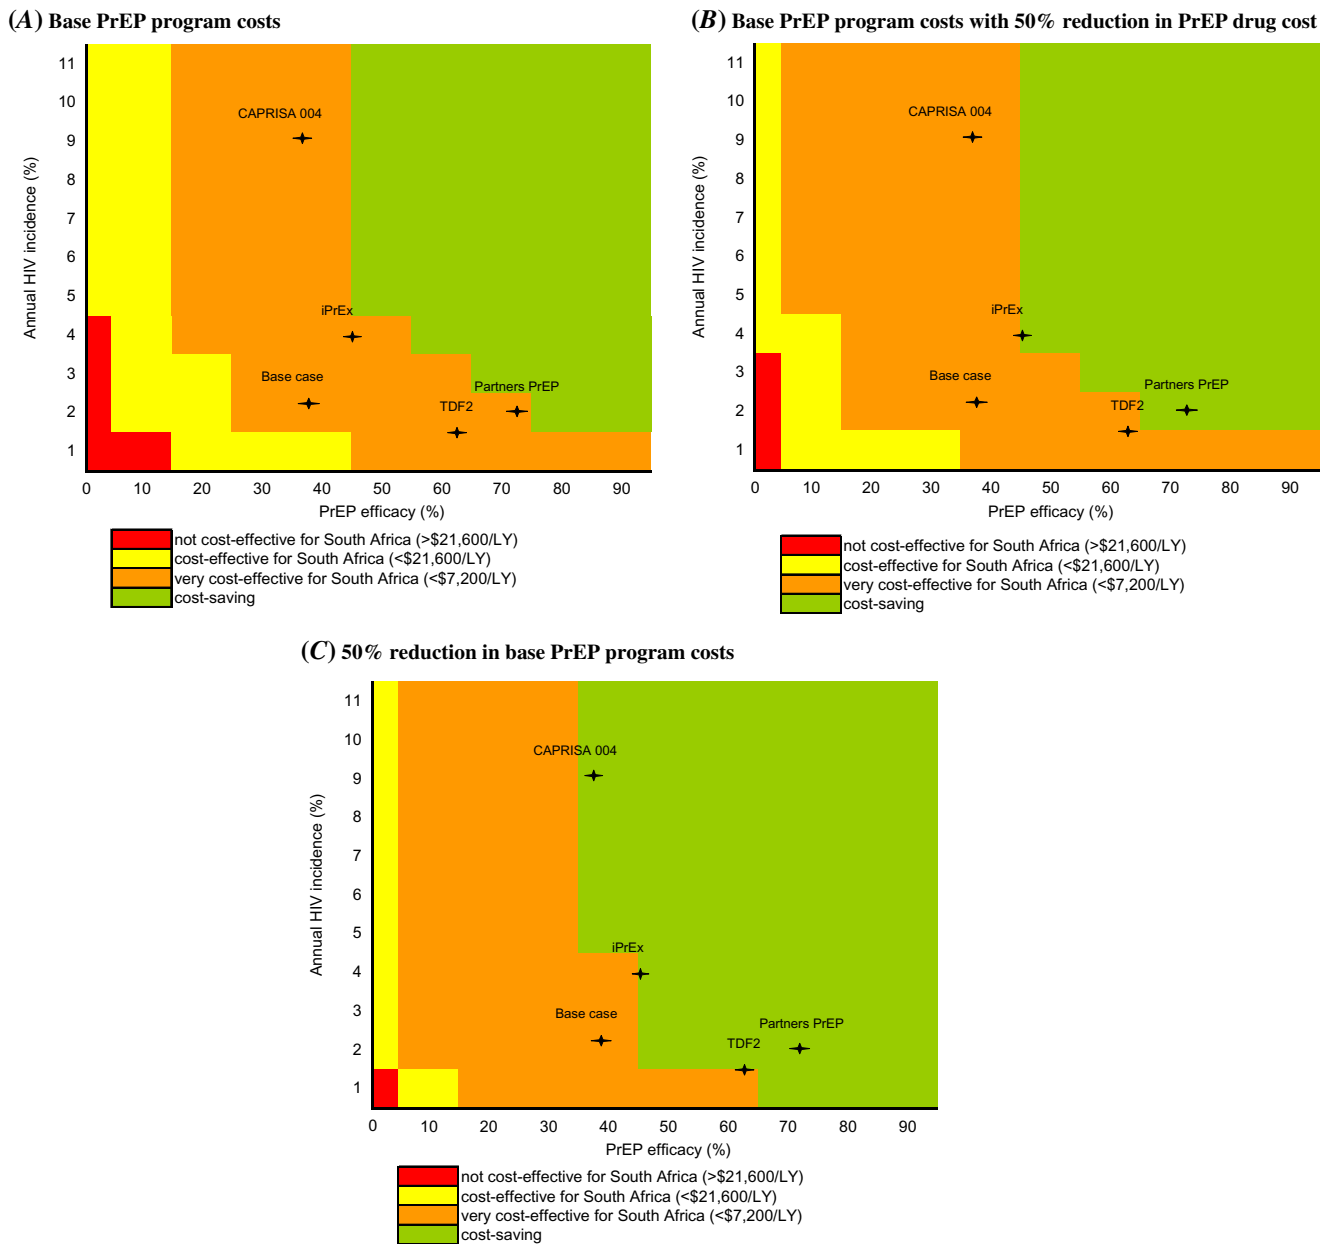 (A) Base PrEP program costs
Annual HIV incidence (%)
11
10
9
8
7
6
5
4
3
2
1
CAPRISA 004
iPrEx
Base case
Partners PrEP
TDF2
0 10 20 30 40 50 60 70 80 90
PrEP efficacy (%)
not cost-effective for South Africa (>$21,600/LY)
cost-effective for South Africa (<$21,600/LY)
very cost-effective for South Africa (<$7,200/LY)
cost-saving
(B) Base PrEP program costs with 50% reduction in PrEP drug cost
Annual HIV incidence (%)
11
10
9
8
7
6
5
4
3
2
1
CAPRISA 004
iPrEx
Base case
Partners PrEP
TDF2
0 10 20 30 40 50 60 70 80 90
PrEP efficacy (%)
not cost-effective for South Africa (>$21,600/LY)
cost-effective for South Africa (<$21,600/LY)
very cost-effective for South Africa (<$7,200/LY)
cost-saving
(C) 50% reduction in base PrEP program costs
Annual HIV incidence (%)
11
10
9
8
7
6
5
4
3
2
1
CAPRISA 004
iPrEx
Base case
Partners PrEP
TDF2
0 10 20 30 40 50 60 70 80 90
PrEP efficacy (%)
not cost-effective for South Africa (>$21,600/LY)
cost-effective for South Africa (<$21,600/LY)
very cost-effective for South Africa (<$7,200/LY)
cost-saving